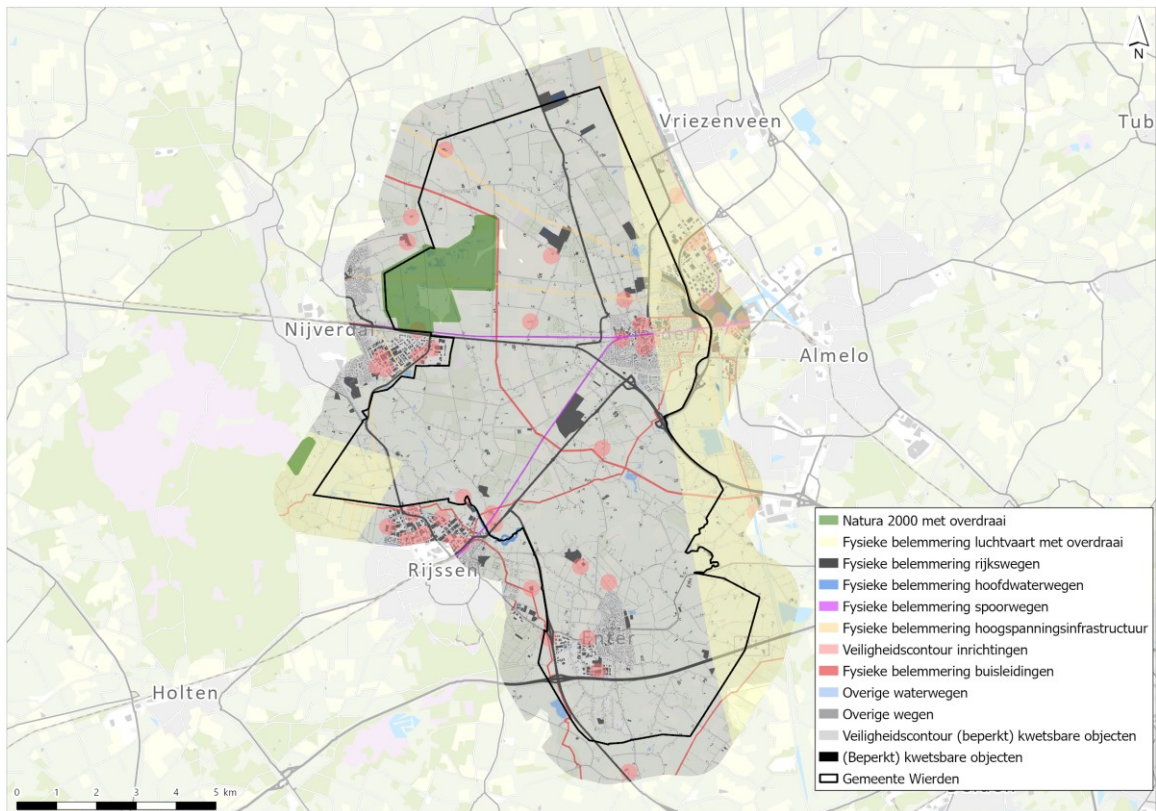 N
Vriezenveen
Tub
Nijverdal
Almelo
Rijssen
Enter
Holten
Natura 2000 met overdraai
Fysieke belemmering luchtvaart met overdraai
Fysieke belemmering rijkswegen
Fysieke belemmering hoofdwaterwegen
Fysieke belemmering spoorwegen
Fysieke belemmering hoogspanningsinfrastructuur
Veiligheidscontour inrichtingen
Fysieke belemmering buisleidingen
Overige waterwegen
Overige wegen
Veiligheidscontour (beperkt) kwetsbare objecten
(Beperkt) kwetsbare objecten
Gemeente Wierden
0 1 2 3 4 5 km